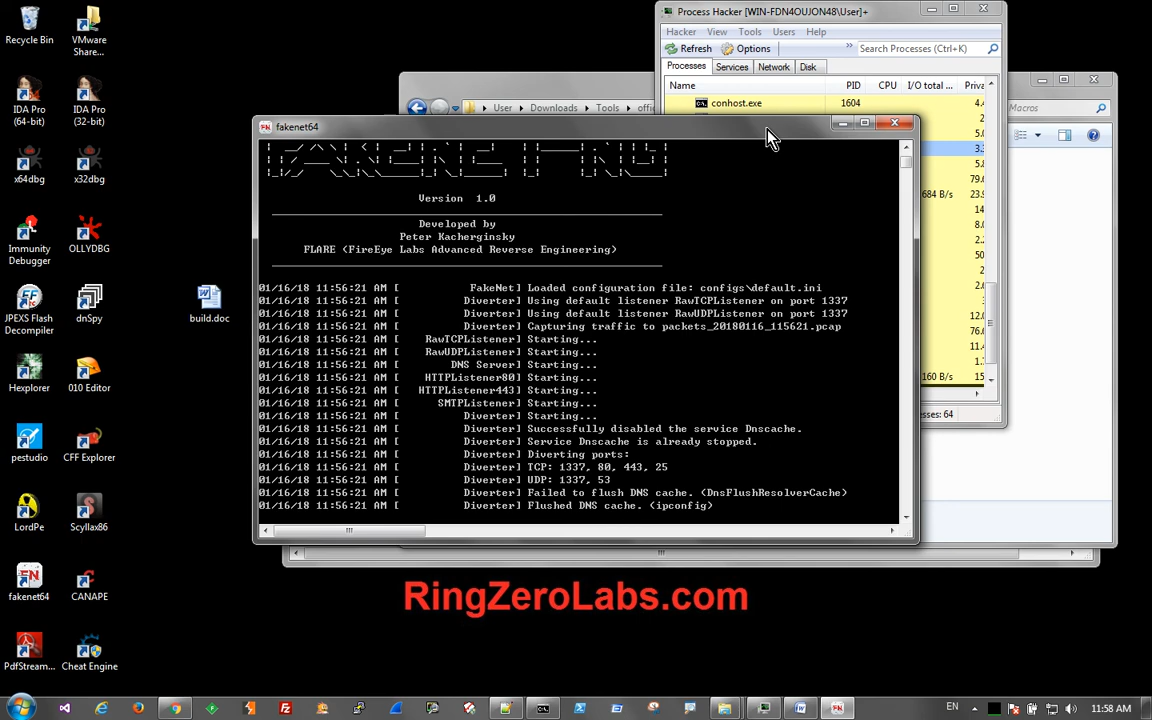 Recycle Bin
VMware
Share...
IDA Pro
(64-bit)
IDA Pro
(32-bit)
x64dbg
x32dbg
Immunity
Debugger
OLLYDBG
JPEXS Flash
Decompiler
dnSpy
build.doc
Hexplorer
010 Editor
pestudio
CFF Explorer
LordPe
Scyllax86
fakenet64
CANAPE
PdfStream...
Cheat Engine
Process Hacker [WIN-FDN4OUJON48\User]+
Hacker View Tools Users Help
Refresh Options » Search Processes (Ctrl+K)
Processes Services Network Disk
Name PID CPU I/O total ... Priva
conhost.exe 1604 4.4
User Downloads Tools offic
Macros
fakenet64
Version 1.0
Developed by
Peter Kacherginsky
FLARE (FireEye Labs Advanced Reverse Engineering)
01/16/18 11:56:21 AM [ FakeNet] Loaded configuration file: configs\default.ini
01/16/18 11:56:21 AM [ Diverter] Using default listener RawTCPListener on port 1337
01/16/18 11:56:21 AM [ Diverter] Using default listener RawUDPListener on port 1337
01/16/18 11:56:21 AM [ Diverter] Capturing traffic to packets_20180116_115621.pcap
01/16/18 11:56:21 AM [ RawTCPListener] Starting...
01/16/18 11:56:21 AM [ RawUDPListener] Starting...
01/16/18 11:56:21 AM [ DNS Server] Starting...
01/16/18 11:56:21 AM [ HTTPListener80] Starting...
01/16/18 11:56:21 AM [ HTTPListener443] Starting...
01/16/18 11:56:21 AM [ SMTPListener] Starting...
01/16/18 11:56:21 AM [ Diverter] Starting...
01/16/18 11:56:21 AM [ Diverter] Successfully disabled the service Dnscache.
01/16/18 11:56:21 AM [ Diverter] Service Dnscache is already stopped.
01/16/18 11:56:21 AM [ Diverter] Diverting ports:
01/16/18 11:56:21 AM [ Diverter] TCP: 1337, 80, 443, 25
01/16/18 11:56:21 AM [ Diverter] UDP: 1337, 53
01/16/18 11:56:21 AM [ Diverter] Failed to flush DNS cache. (DnsFlushResolverCache)
01/16/18 11:56:21 AM [ Diverter] Flushed DNS cache. (ipconfig)
684 B/s
160 B/s
esses: 64
RingZeroLabs.com
EN 11:58 AM